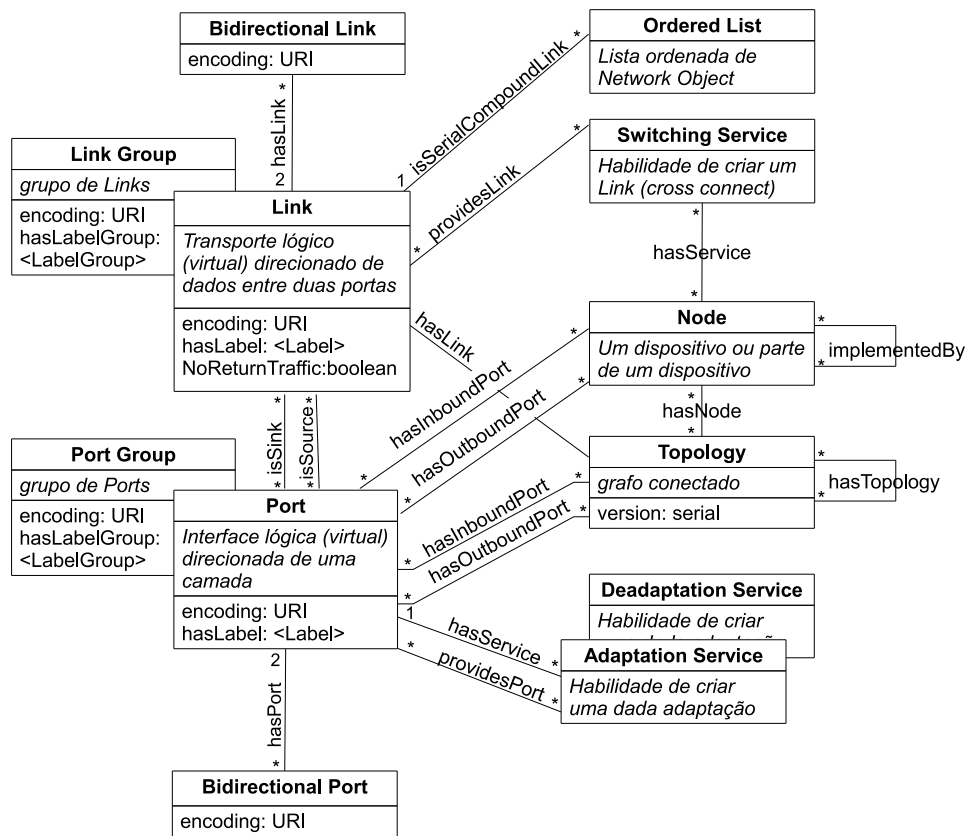 Bidirectional Link
encoding: URI
Ordered List
Lista ordenada de
Network Object
*
hasLink
2
*
isSerialCompoundLink
1
*
providesLink
*
Switching Service
Habilidade de criar um
Link (cross connect)
Link Group
grupo de Links
encoding: URI
hasLabelGroup:
<LabelGroup>
Link
Transporte lógico
(virtual) direcionado de
dados entre duas portas
encoding: URI
hasLabel: <Label>
NoReturnTraffic:boolean
*
hasService
*
Node
Um dispositivo ou parte
de um dispositivo
*
implementedBy
*
hasLink
*
hasInboundPort
*
*
hasOutboundPort
*
*
hasNode
*
*
isSink
*
*
isSource
*
Topology
grafo conectado
version: serial
*
hasTopology
*
Port Group
grupo de Ports
encoding: URI
hasLabelGroup:
<LabelGroup>
Port
Interface lógica (virtual)
direcionada de uma
camada
encoding: URI
hasLabel: <Label>
*
hasInboundPort
*
*
hasOutboundPort
*
1
hasService
*
*
providesPort
*
Deadaptation Service
Habilidade de criar
Adaptation Service
Habilidade de criar
uma dada adaptação
2
hasPort
*
Bidirectional Port
encoding: URI